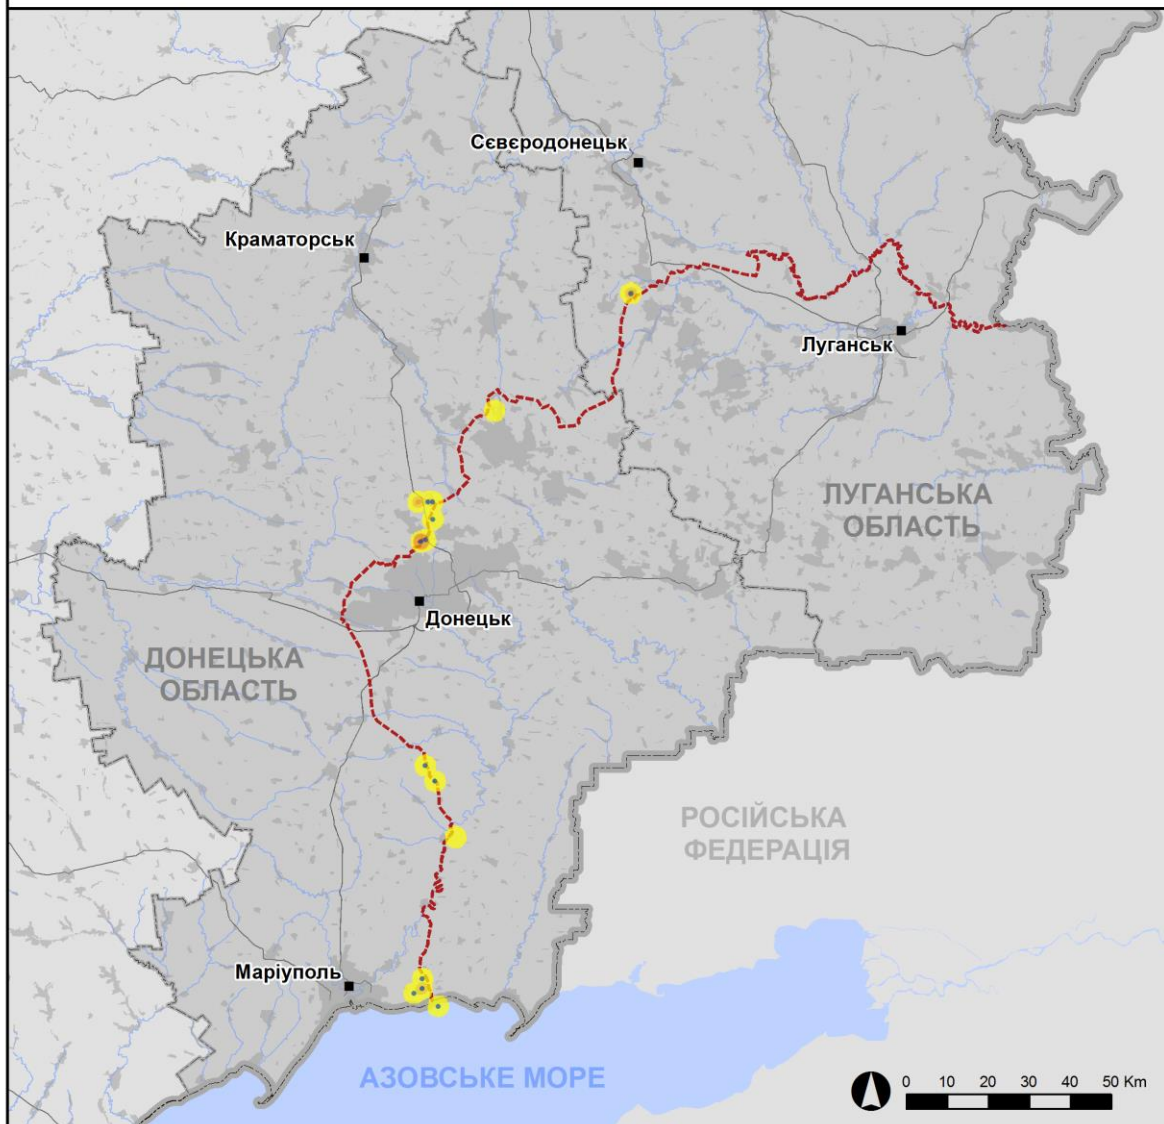 Сєвєродонецьк
Краматорськ
Луганськ
ЛУГАНСЬКА
ОБЛАСТЬ
Донецьк
ДОНЕЦЬКА
ОБЛАСТЬ
РОСІЙСЬКА
ФЕДЕРАЦІЯ
Маріуполь
АЗОВСЬКЕ МОРЕ
0 10 20 30 40 50 Km